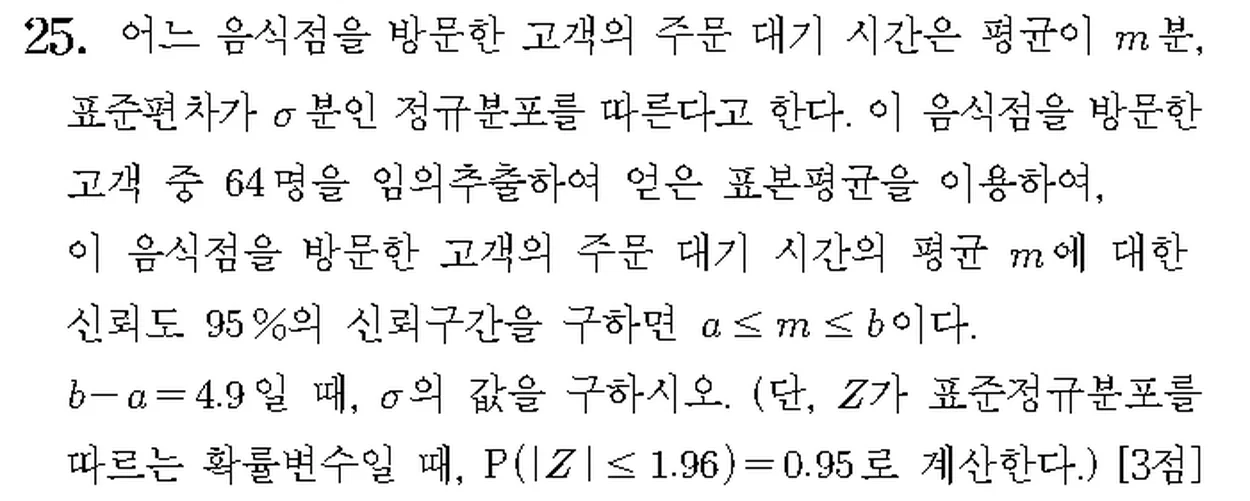 25. 어느 음식점을 방문한 고객의 주문 대기 시간은 평균이 m분,
표준편차가 σ분인 정규분포를 따른다고 한다. 이 음식점을 방문한
고객 중 64명을 임의추출하여 얻은 표본평균을 이용하여,
이 음식점을 방문한 고객의 주문 대기 시간의 평균 m에 대한
신뢰도 95%의 신뢰구간을 구하면 a ≤ m ≤ b이다.
b-a=4.9일 때, σ의 값을 구하시오. (단, Z가 표준정규분포를
따르는 확률변수일 때, P(|Z| ≤ 1.96)=0.95로 계산한다.) [3점]